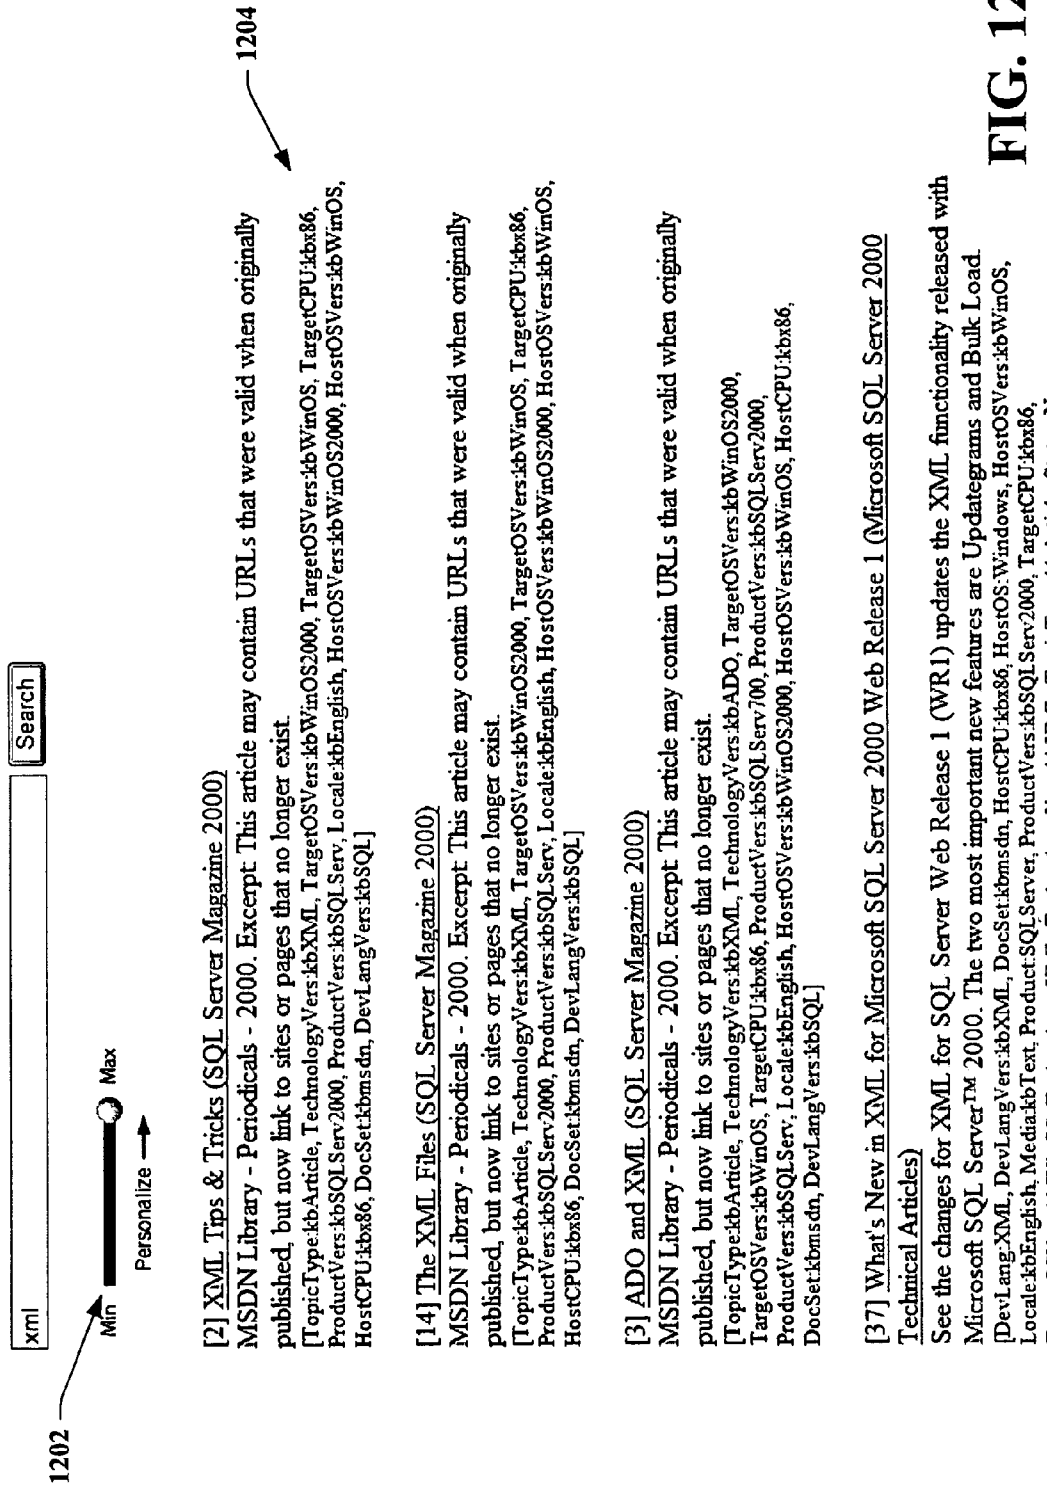 xml Search
1202
Min Max
Personalize
1204
[2] XML Tips & Tricks (SQL Server Magazine 2000)
MSDN Library - Periodicals - 2000. Excerpt: This article may contain URLs that were valid when originally
published, but now link to sites or pages that no longer exist.
[TopicType:kbArticle, TechnologyVers:kbXML, TargetOSVers:kbWinOS2000, TargetOSVers:kbWinOS, TargetCPU:kbx86,
ProductVers:kbSQLServ2000, ProductVers:kbSQLServ, Locale:kbEnglish, HostOSVers:kbWinOS2000, HostOSVers:kbWinOS,
HostCPU:kbx86, DocSet:kbmsdn, DevLangVers:kbSQL]
[14] The XML Files (SQL Server Magazine 2000)
MSDN Library - Periodicals - 2000. Excerpt: This article may contain URLs that were valid when originally
published, but now link to sites or pages that no longer exist.
[TopicType:kbArticle, TechnologyVers:kbXML, TargetOSVers:kbWinOS2000, TargetOSVers:kbWinOS, TargetCPU:kbx86,
ProductVers:kbSQLServ2000, ProductVers:kbSQLServ, Locale:kbEnglish, HostOSVers:kbWinOS2000, HostOSVers:kbWinOS,
HostCPU:kbx86, DocSet:kbmsdn, DevLangVers:kbSQL]
[3] ADO and XML (SQL Server Magazine 2000)
MSDN Library - Periodicals - 2000. Excerpt: This article may contain URLs that were valid when originally
published, but now link to sites or pages that no longer exist.
[TopicType:kbArticle, TechnologyVers:kbXML, TechnologyVers:kbADO, TargetOSVers:kbWinOS2000,
TargetOSVers:kbWinOS, TargetCPU:kbx86, ProductVers:kbSQLServ700, ProductVers:kbSQLServ2000,
ProductVers:kbSQLServ, Locale:kbEnglish, HostOSVers:kbWinOS2000, HostOSVers:kbWinOS, HostCPU:kbx86,
DocSet:kbmsdn, DevLangVers:kbSQL]
[37] What's New in XML for Microsoft SQL Server 2000 Web Release 1 (Microsoft SQL Server 2000
Technical Articles)
See the changes for XML for SQL Server Web Release 1 (WR1) updates the XML functionality released with
Microsoft SQL Server™ 2000. The two most important new features are Updategrams and Bulk Load.
[DevLang:XML, DevLangVers:kbXML, DocSet:kbmsdn, HostCPU:kbx86, HostOS:Windows, HostOSVers:kbWinOS,
Locale:kbEnglish, Media:kbText, Product:SQLServer, ProductVers:kbSQLServ2000, TargetCPU:kbx86,
FIG. 12